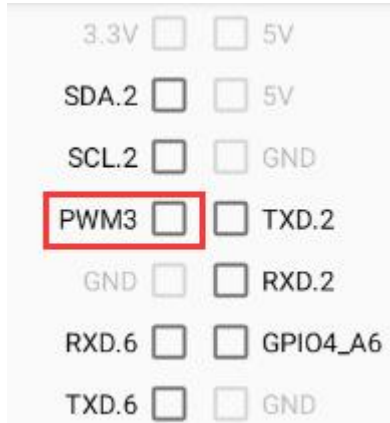 3.3V 5V
SDA.2 5V
SCL.2 GND
PWM3 TXD.2
GND RXD.2
RXD.6 GPIO4_A6
TXD.6 GND